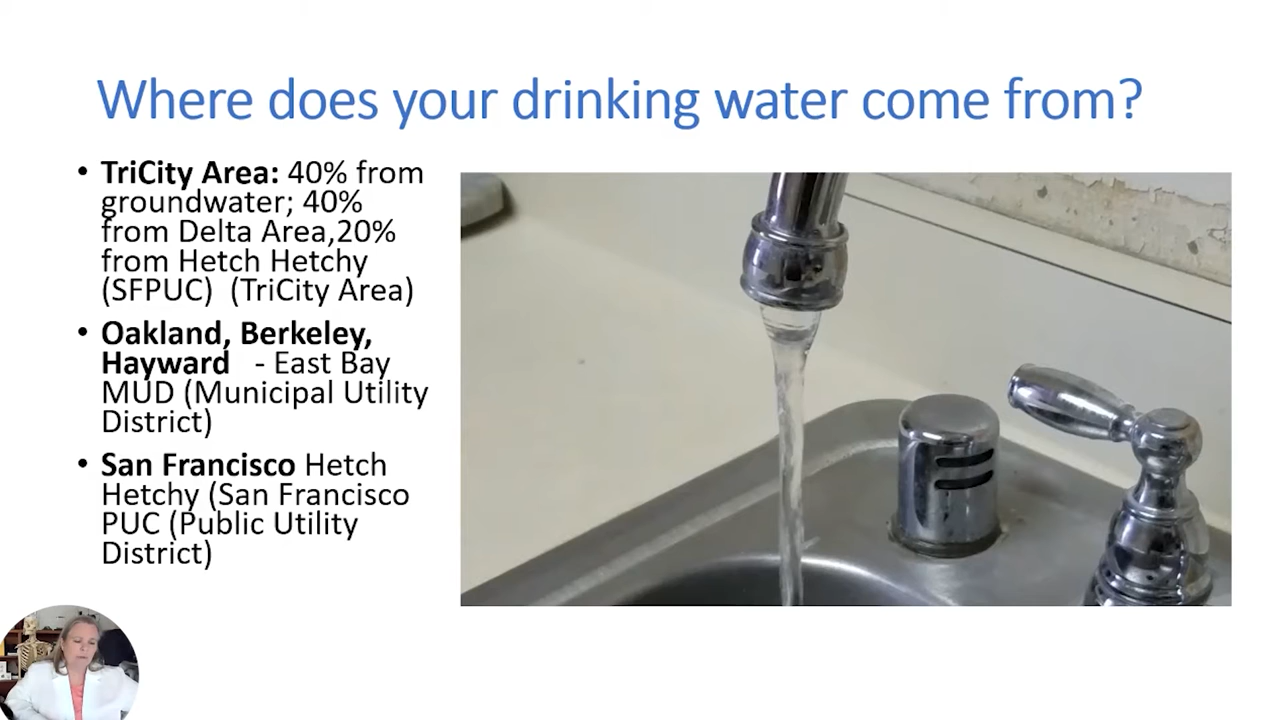 Where does your drinking water come from?
• TriCity Area: 40% from
groundwater; 40%
from Delta Area,20%
from Hetch Hetchy
(SFPUC) (TriCity Area)
• Oakland, Berkeley,
Hayward - East Bay
MUD (Municipal Utility
District)
• San Francisco Hetch
Hetchy (San Francisco
PUC (Public Utility
District)